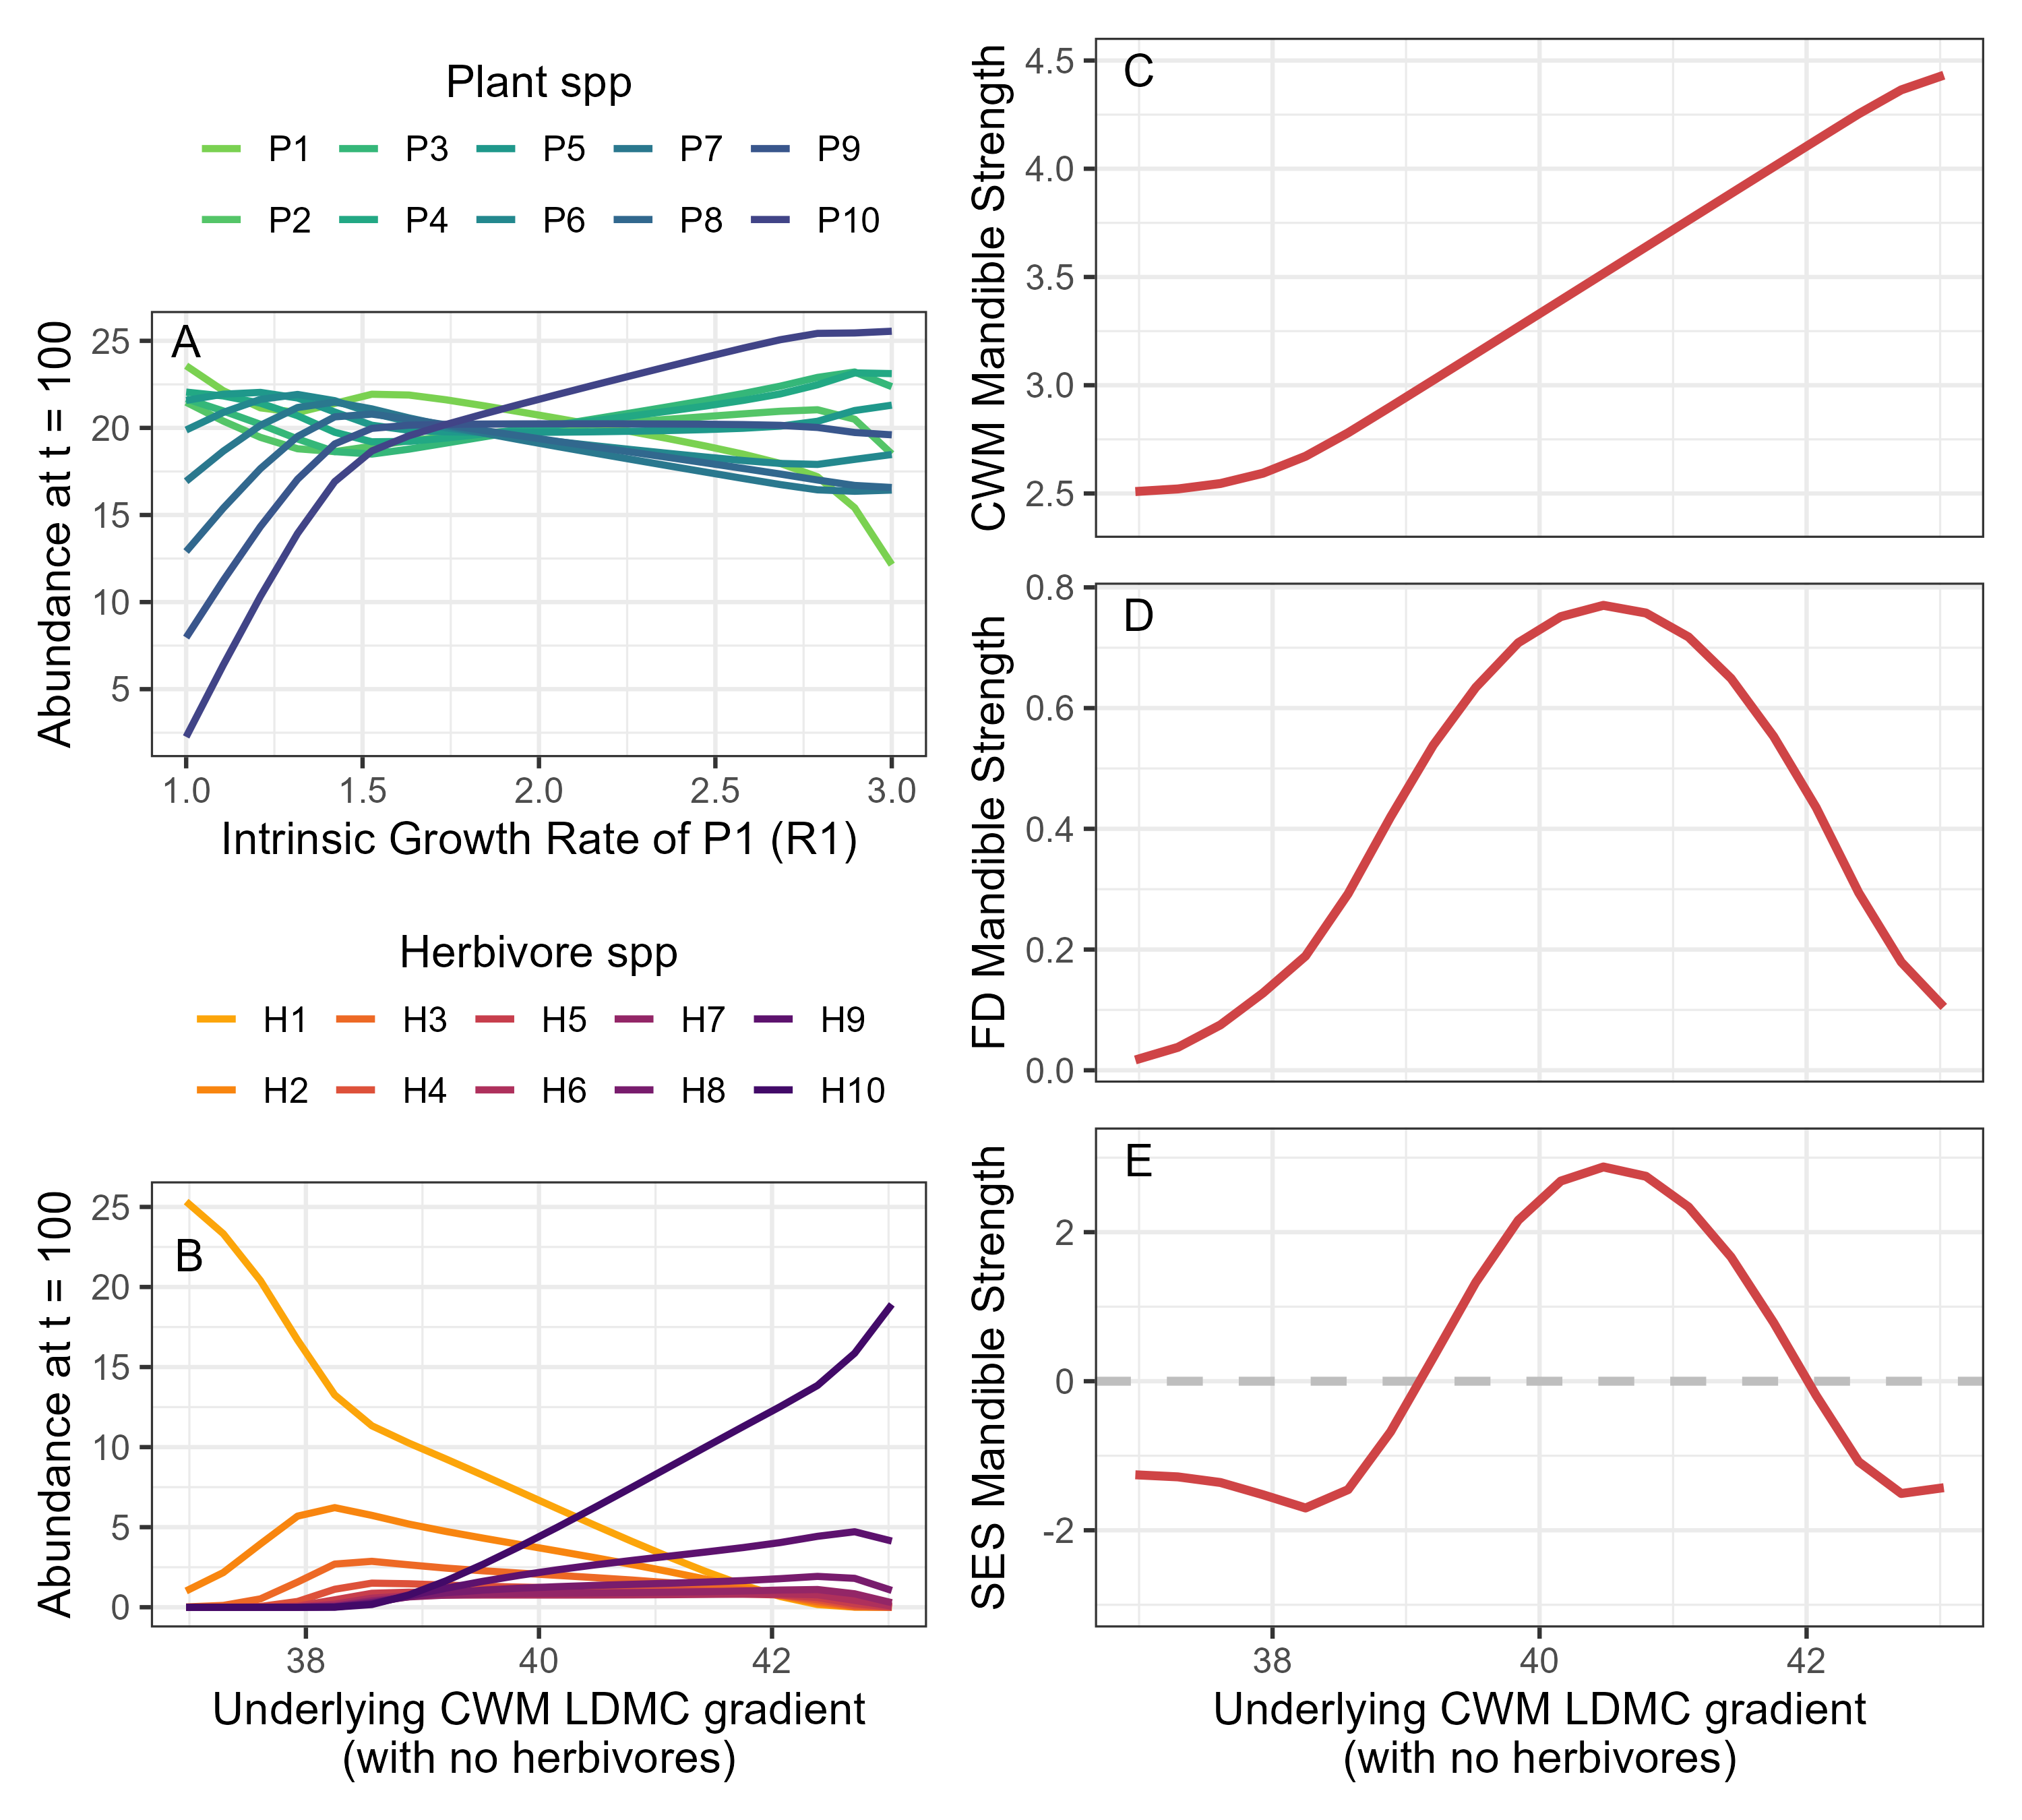 Plant spp
P1 P3 P5 P7 P9
P2 P4 P6 P8 P10
A
Abundance at t = 100
25
20
15
10
5
1.0 1.5 2.0 2.5 3.0
Intrinsic Growth Rate of P1 (R1)
Herbivore spp
H1 H3 H5 H7 H9
H2 H4 H6 H8 H10
B
Abundance at t = 100
25
20
15
10
5
0
38 40 42
Underlying CWM LDMC gradient
(with no herbivores)
C
CWM Mandible Strength
4.5
4.0
3.5
3.0
2.5
D
FD Mandible Strength
0.8
0.6
0.4
0.2
0.0
E
SES Mandible Strength
2
0
-2
38 40 42
Underlying CWM LDMC gradient
(with no herbivores)